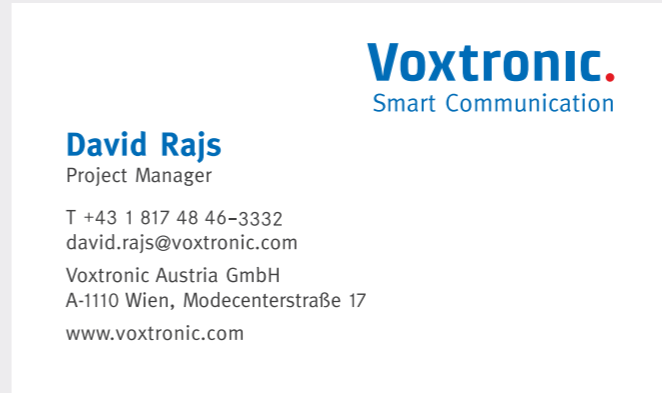 Voxtronic.
Smart Communication
David Rajs
Project Manager
T +43 1 817 48 46-3332
david.rajs@voxtronic.com
Voxtronic Austria GmbH
A-1110 Wien, Modecenterstraße 17
www.voxtronic.com